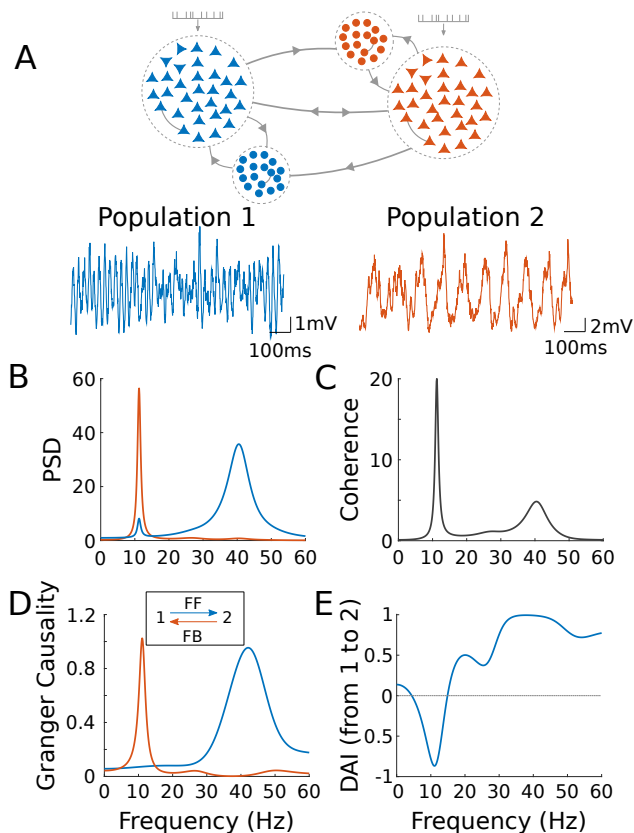 A
Population 1
Population 2
1mV
100ms
2mV
100ms
B
PSD
60
40
20
0
0 10 20 30 40 50 60
C
Coherence
20
10
0
0 10 20 30 40 50 60
D
Granger Causality
1.2
0.8
0.4
0
FF
1 2
FB
0 10 20 30 40 50 60
Frequency (Hz)
E
DAI (from 1 to 2)
1
0.5
0
0.5
-1
0 10 20 30 40 50 60
Frequency (Hz)